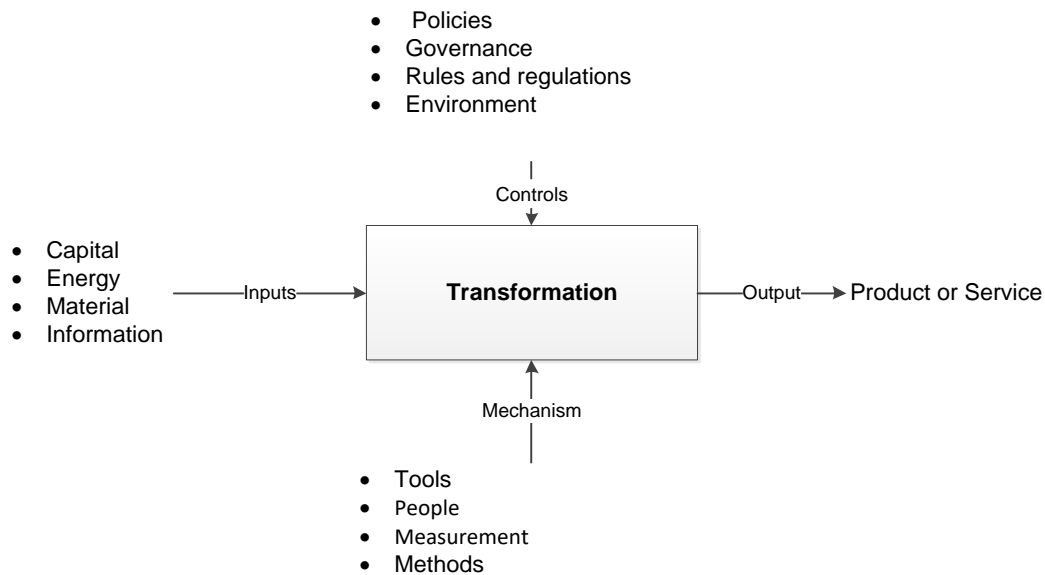 • Policies
• Governance
• Rules and regulations
• Environment
Controls
• Capital
• Energy
• Material
• Information
Inputs
Transformation
Output
Product or Service
Mechanism
• Tools
• People
• Measurement
• Methods